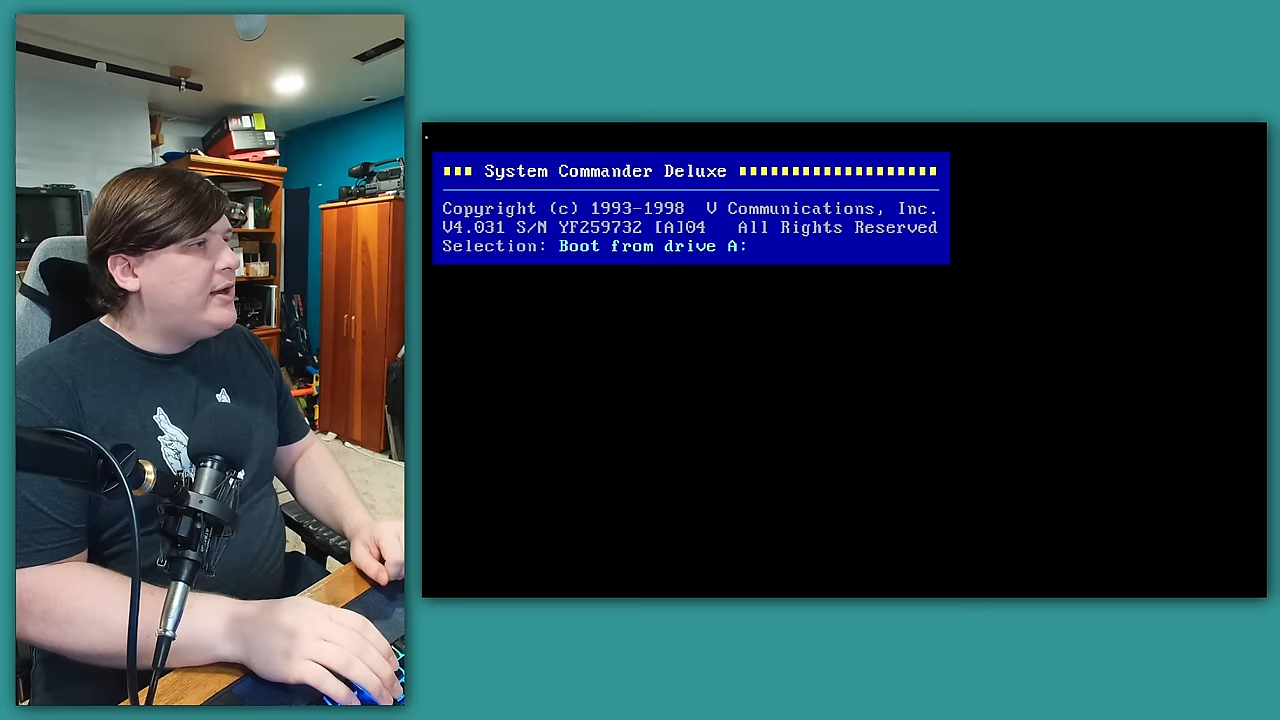 System Commander Deluxe
Copyright (c) 1993-1998 V Communications, Inc.
V4.031 S/N YF259732 [A]04 All Rights Reserved
Selection: Boot from drive A: